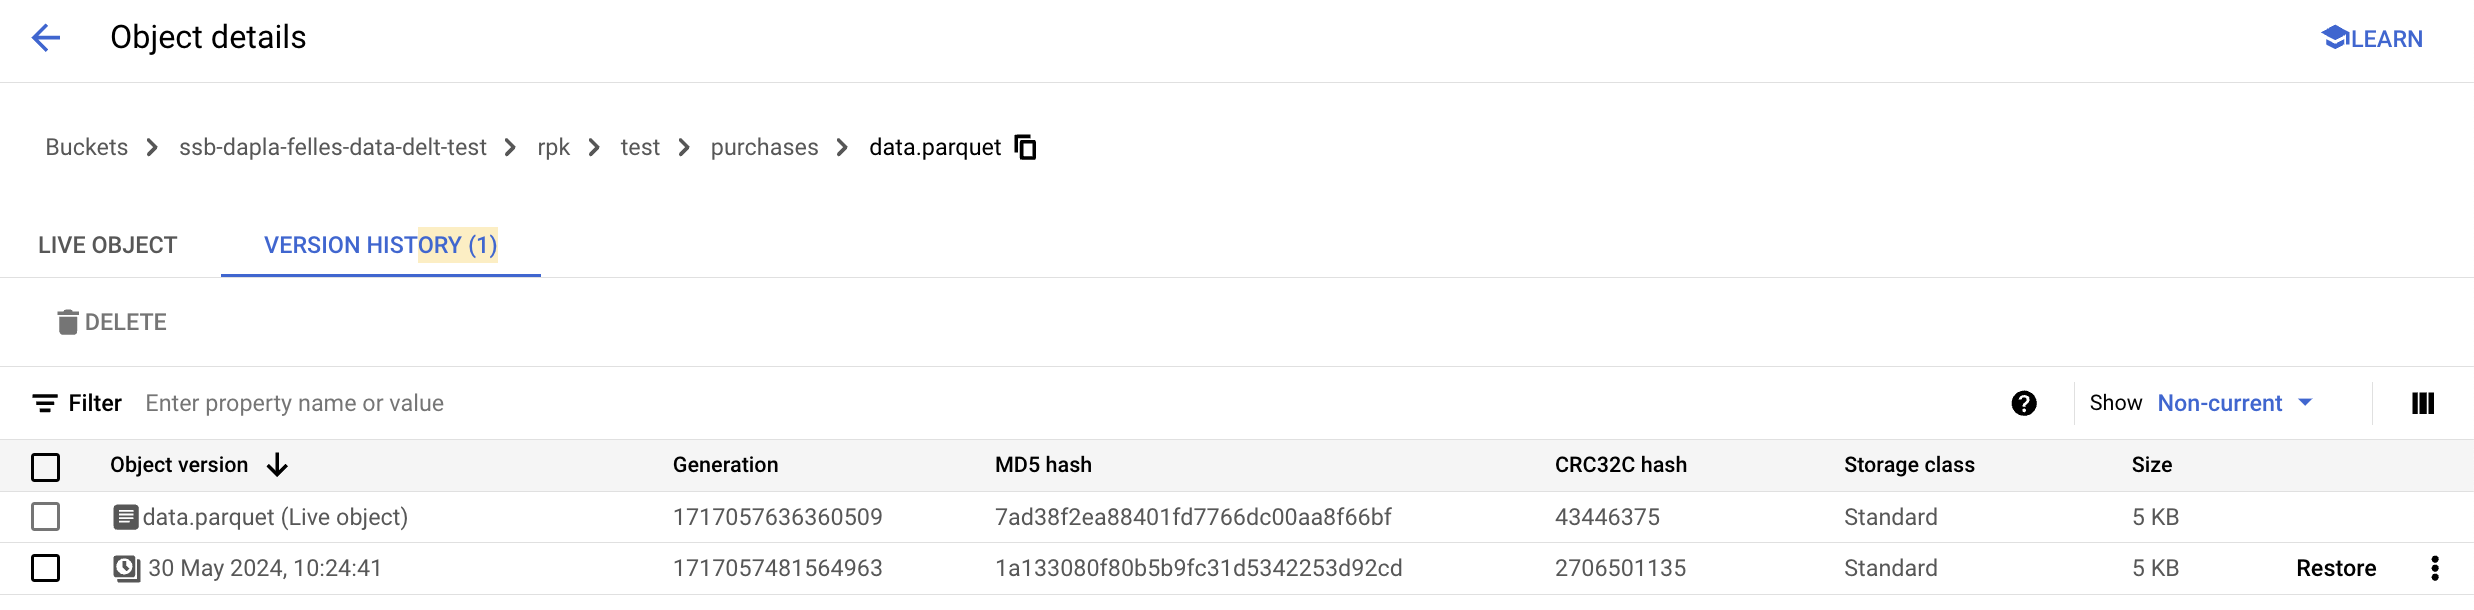 Object details
LEARN
Buckets ssb-dapla-felles-data-delt-test rpk test purchases data.parquet
LIVE OBJECT VERSION HISTORY (1)
DELETE
Filter Enter property name or value Show Non-current
Object version Generation MD5 hash CRC32C hash Storage class Size
data.parquet (Live object) 1717057636360509 7ad38f2ea88401fd7766dc00aa8f66bf 43446375 Standard 5 KB
30 May 2024, 10:24:41 1717057481564963 1a133080f80b5b9fc31d5342253d92cd 2706501135 Standard 5 KB Restore